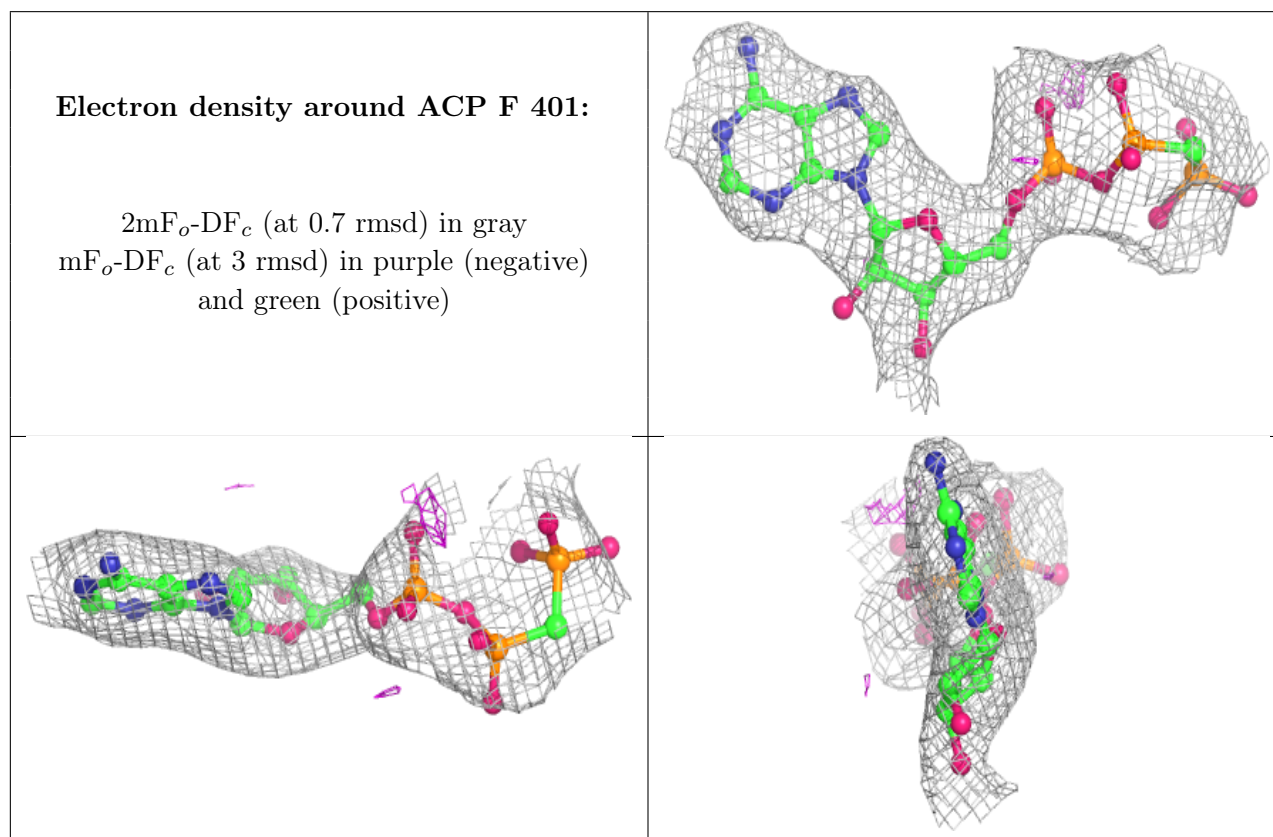 Electron density around ACP F 401:
2mFo-DFc (at 0.7 rmsd) in gray
mFo-DFc (at 3 rmsd) in purple (negative)
and green (positive)